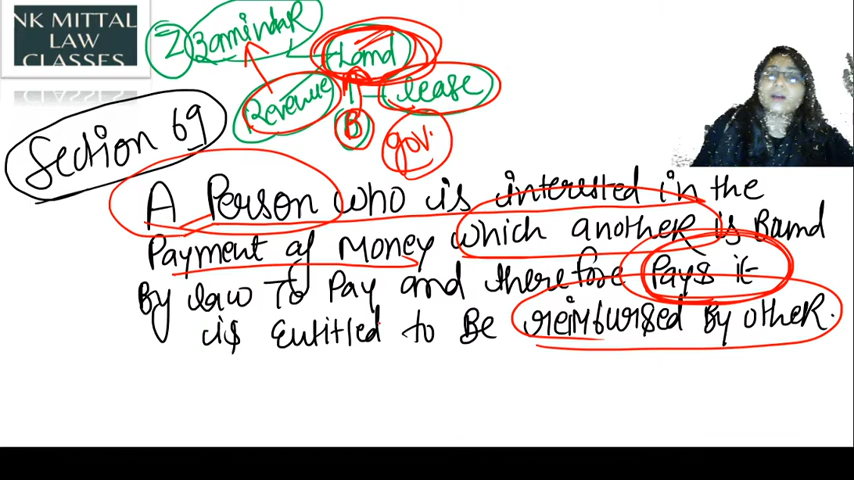 NK MITTAL
LAW
CLASSES
Z Zamindar
Land
Revenue
B
lease
gov.
Section 69
A Person who is interested in the
Payment of Money which another is Bound
By law To Pay and therefore Pays it
is Entitled to Be reimbursed By otheR.